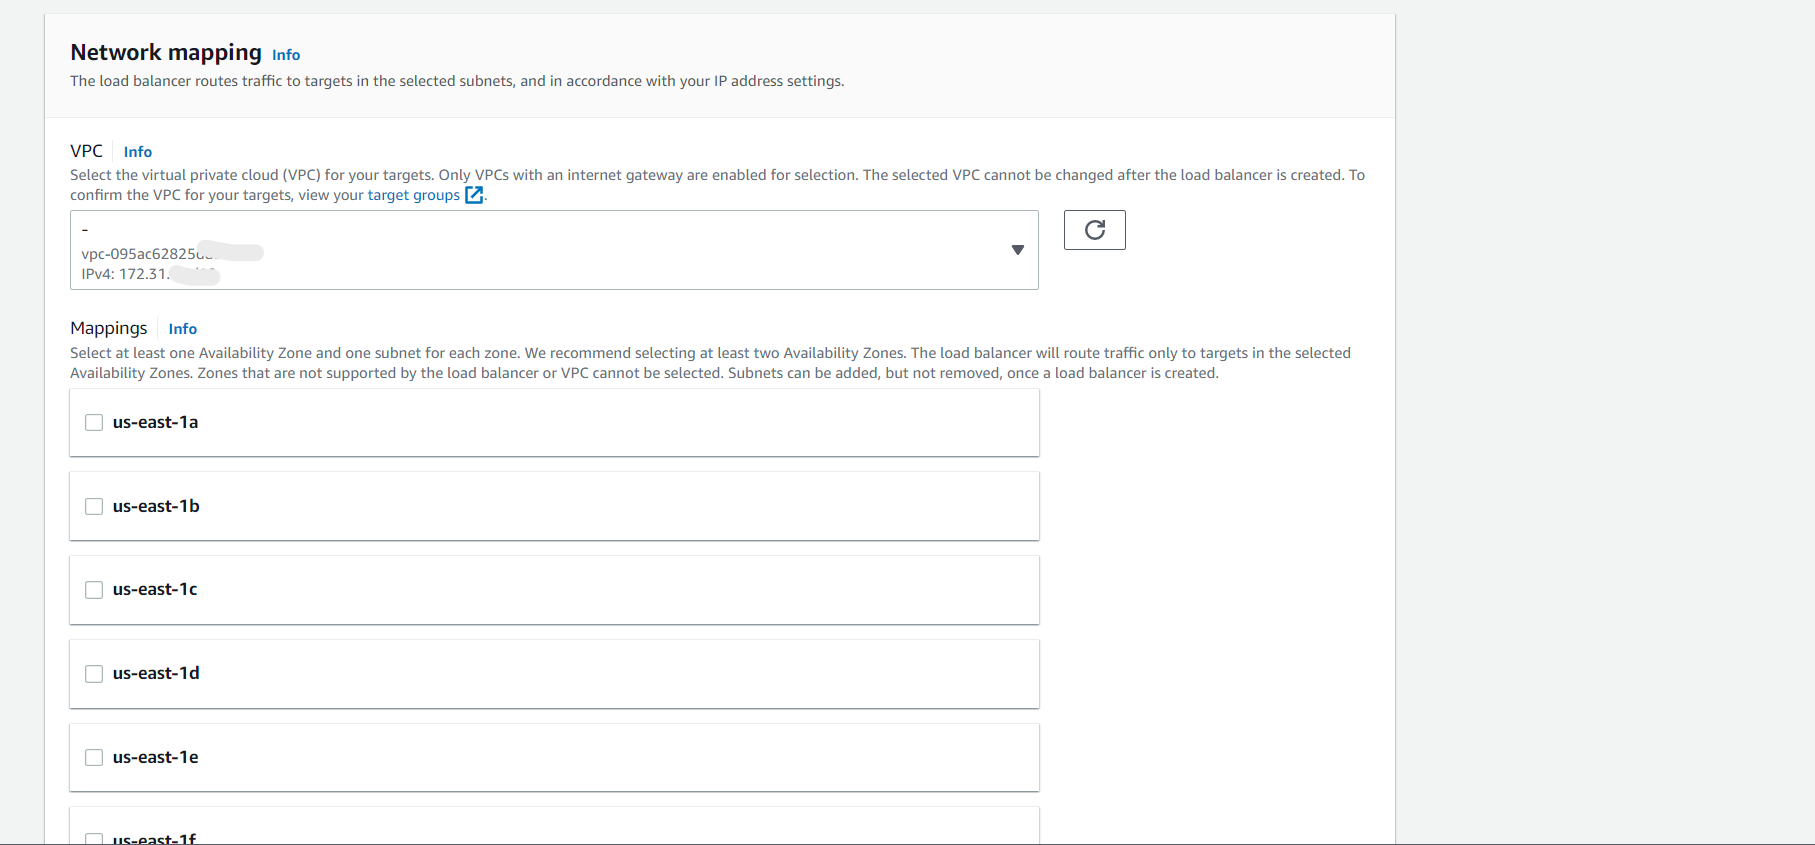 Network mapping Info
The load balancer routes traffic to targets in the selected subnets, and in accordance with your IP address settings.
VPC Info
Select the virtual private cloud (VPC) for your targets. Only VPCs with an internet gateway are enabled for selection. The selected VPC cannot be changed after the load balancer is created. To
confirm the VPC for your targets, view your target groups.
-
vpc-095ac62825
IPv4: 172.31.
Mappings Info
Select at least one Availability Zone and one subnet for each zone. We recommend selecting at least two Availability Zones. The load balancer will route traffic only to targets in the selected
Availability Zones. Zones that are not supported by the load balancer or VPC cannot be selected. Subnets can be added, but not removed, once a load balancer is created.
us-east-1a
us-east-1b
us-east-1c
us-east-1d
us-east-1e
us-east-1f